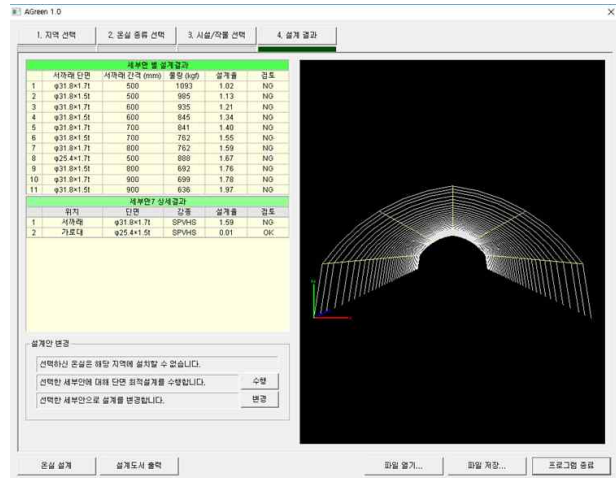 AGreen 1.0
1. 지역 선택 2. 온실 종류 선택 3. 시설/작물 선택 4. 설계 결과
세부안 별 설계결과
서까래 단면 서까래 간격 (mm) 물량 (kgf) 설계율 검토
1 φ31.8×1.7t 500 1093 1.02 NG
2 φ31.8×1.5t 500 985 1.13 NG
3 φ31.8×1.7t 600 935 1.21 NG
4 φ31.8×1.5t 600 845 1.34 NG
5 φ31.8×1.7t 700 841 1.40 NG
6 φ31.8×1.5t 700 762 1.55 NG
7 φ31.8×1.7t 800 762 1.59 NG
8 φ25.4×1.5t 500 888 1.67 NG
9 φ31.8×1.5t 800 692 1.76 NG
10 φ31.8×1.7t 900 699 1.78 NG
11 φ31.8×1.5t 900 636 1.97 NG
세부안7 상세결과
위치 단면 강종 설계율 검토
1 서까래 φ31.8×1.7t SPVHS 1.59 NG
2 가로대 φ25.4×1.5t SPVHS 0.01 OK
설계안 변경
선택하신 온실은 해당 지역에 설치할 수 없습니다.
선택한 세부안에 대해 단면 최적설계를 수행합니다. 수행
선택한 세부안으로 설계를 변경합니다. 변경
온실 설계 설계도서 출력 파일 열기... 파일 저장... 프로그램 종료